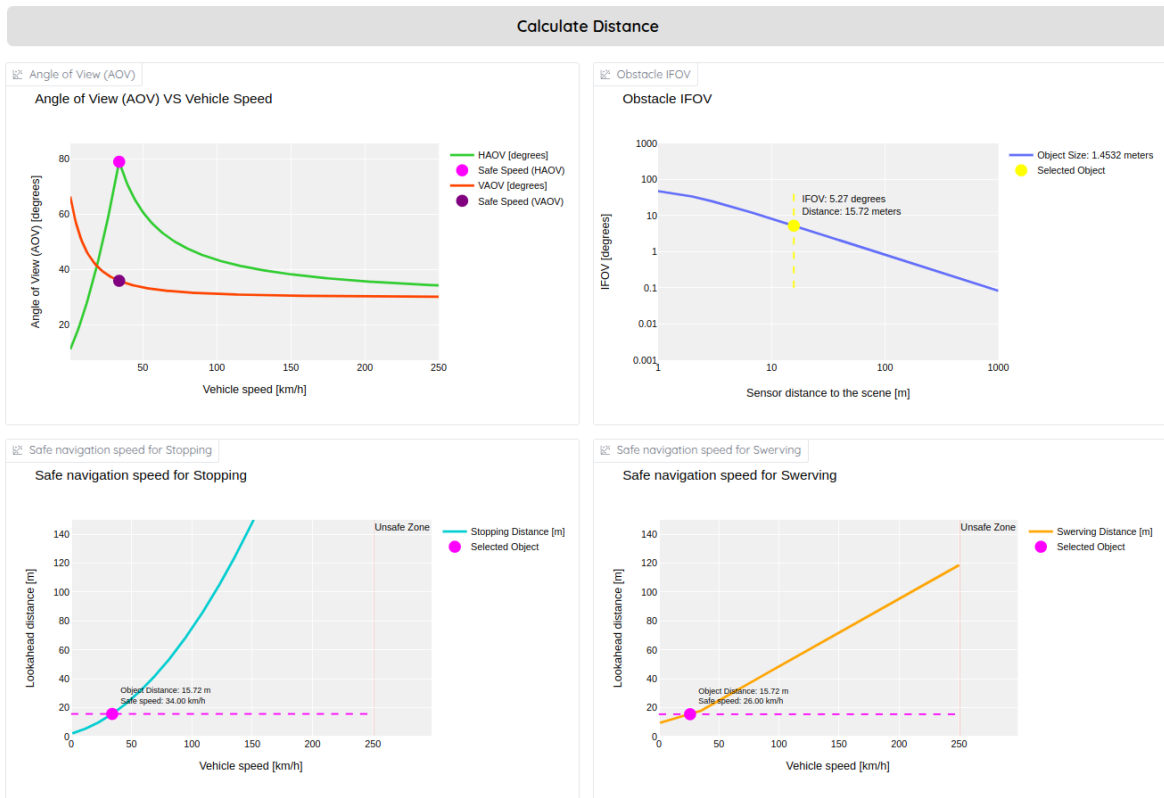 Calculate Distance
Angle of View (AOV)
Angle of View (AOV) VS Vehicle Speed
80
60
40
20
50
100
150
200
250
Angle of View (AOV) [degrees]
Vehicle speed [km/h]
HAOV [degrees]
Safe Speed (HAOV)
VAOV [degrees]
Safe Speed (VAOV)
Obstacle IFOV
Obstacle IFOV
1000
100
10
1
0.1
0.01
0.001
1
10
100
1000
IFOV [degrees]
Sensor distance to the scene [m]
IFOV: 5.27 degrees
Distance: 15.72 meters
Object Size: 1.4532 meters
Selected Object
Safe navigation speed for Stopping
Safe navigation speed for Stopping
140
120
100
80
60
40
20
0
0
50
100
150
200
250
Lookahead distance [m]
Vehicle speed [km/h]
Unsafe Zone
Object Distance: 15.72 m
Safe speed: 34.00 km/h
Stopping Distance [m]
Selected Object
Safe navigation speed for Swerving
Safe navigation speed for Swerving
140
120
100
80
60
40
20
0
0
50
100
150
200
250
Lookahead distance [m]
Vehicle speed [km/h]
Unsafe Zone
Object Distance: 15.72 m
Safe speed: 26.00 km/h
Swerving Distance [m]
Selected Object